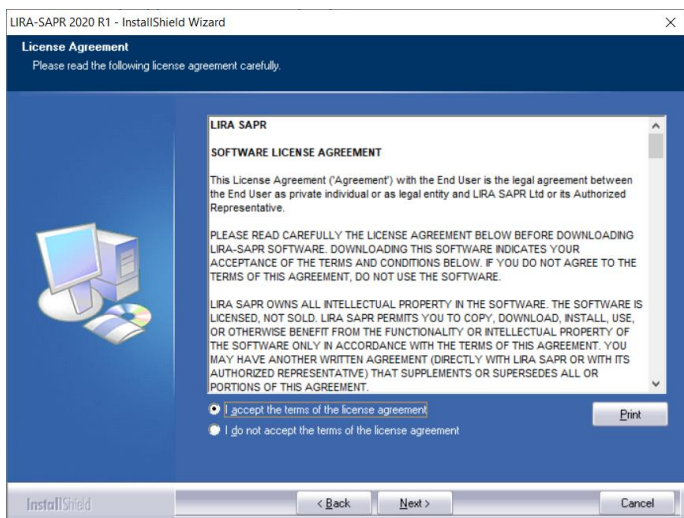 LIRA-SAPR 2020 R1 - InstallShield Wizard
License Agreement
Please read the following license agreement carefully.
LIRA SAPR
SOFTWARE LICENSE AGREEMENT
This License Agreement ('Agreement') with the End User is the legal agreement between
the End User as private individual or as legal entity and LIRA SAPR Ltd or its Authorized
Representative.
PLEASE READ CAREFULLY THE LICENSE AGREEMENT BELOW BEFORE DOWNLOADING
LIRA-SAPR SOFTWARE. DOWNLOADING THIS SOFTWARE INDICATES YOUR
ACCEPTANCE OF THE TERMS AND CONDITIONS BELOW. IF YOU DO NOT AGREE TO THE
TERMS OF THIS AGREEMENT, DO NOT USE THE SOFTWARE.
LIRA SAPR OWNS ALL INTELLECTUAL PROPERTY IN THE SOFTWARE. THE SOFTWARE IS
LICENSED, NOT SOLD. LIRA SAPR PERMITS YOU TO COPY, DOWNLOAD, INSTALL, USE,
OR OTHERWISE BENEFIT FROM THE FUNCTIONALITY OR INTELLECTUAL PROPERTY OF
THE SOFTWARE ONLY IN ACCORDANCE WITH THE TERMS OF THIS AGREEMENT. YOU
MAY HAVE ANOTHER WRITTEN AGREEMENT (DIRECTLY WITH LIRA SAPR OR WITH ITS
AUTHORIZED REPRESENTATIVE) THAT SUPPLEMENTS OR SUPERSEDES ALL OR
PORTIONS OF THIS AGREEMENT.
I accept the terms of the license agreement
Print
I do not accept the terms of the license agreement
InstallShield
< Back
Next >
Cancel